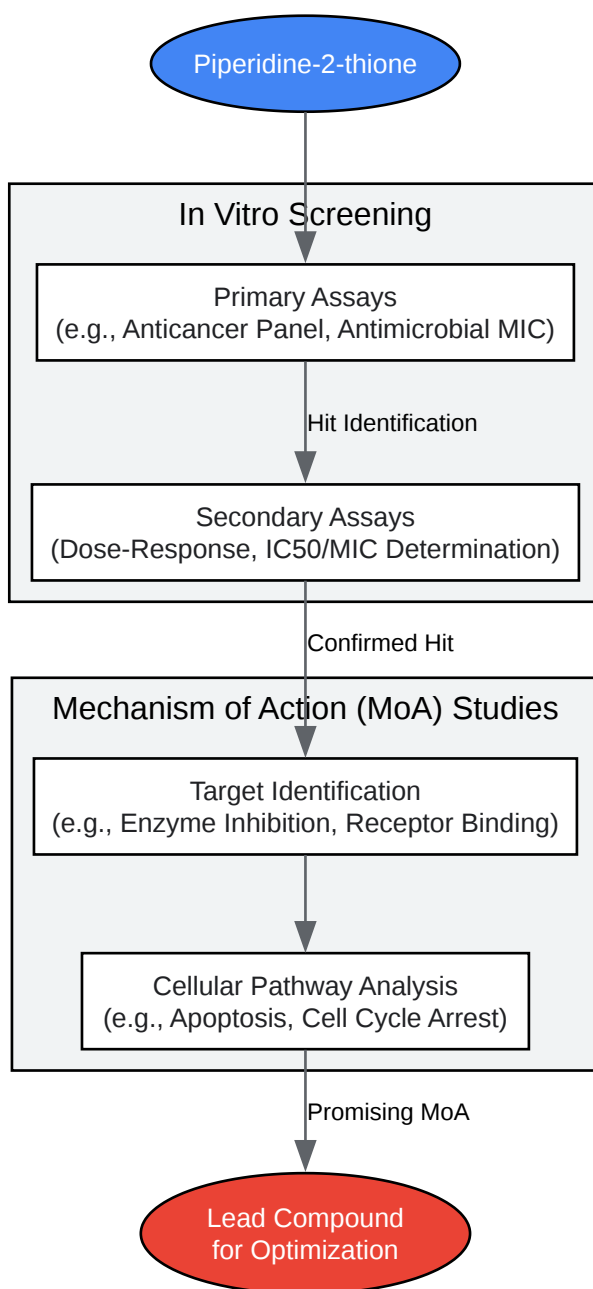 Piperidine-2-thione
In Vitro Screening
Primary Assays
(e.g., Anticancer Panel, Antimicrobial MIC)
Hit Identification
Secondary Assays
(Dose-Response, IC50/MIC Determination)
Confirmed Hit
Mechanism of Action (MoA) Studies
Target Identification
(e.g., Enzyme Inhibition, Receptor Binding)
Cellular Pathway Analysis
(e.g., Apoptosis, Cell Cycle Arrest)
Promising MoA
Lead Compound
for Optimization